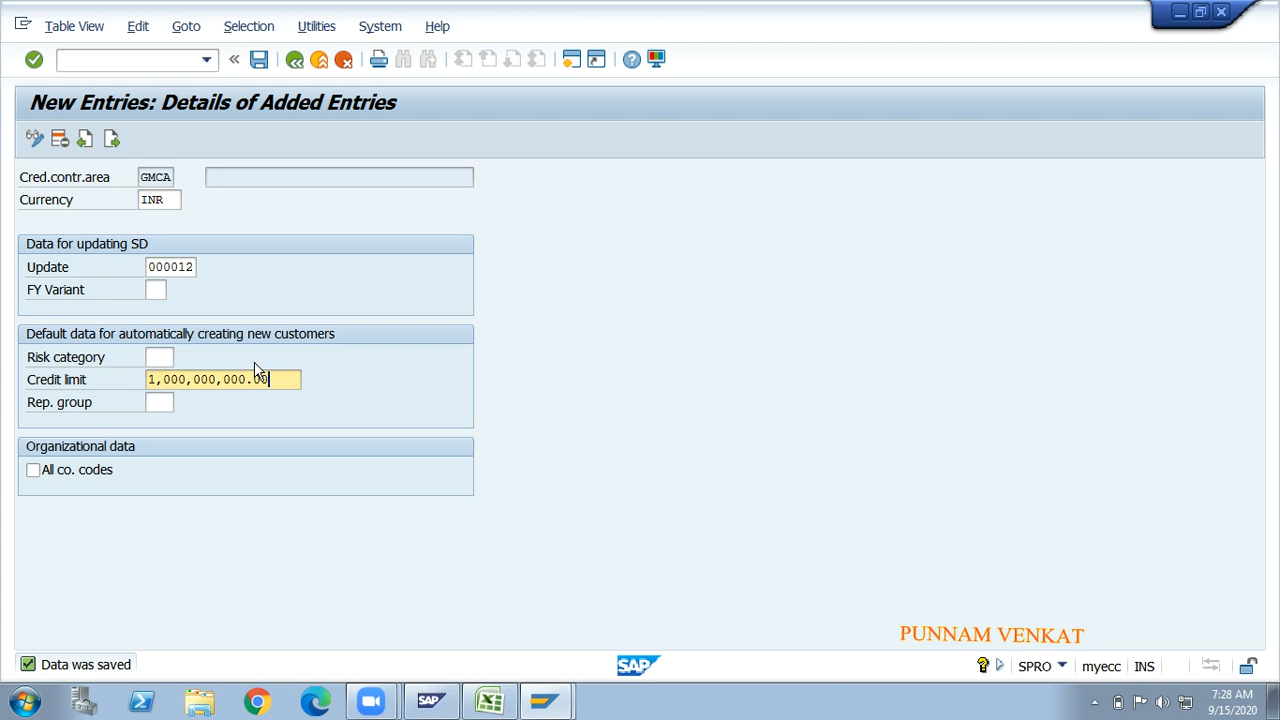 Table View Edit Goto Selection Utilities System Help
New Entries: Details of Added Entries
Cred.contr.area GMCA
Currency INR
Data for updating SD
Update 000012
FY Variant
Default data for automatically creating new customers
Risk category
Credit limit 1,000,000,000.00
Rep. group
Organizational data
All co. codes
PUNNAM VENKAT
Data was saved SAP SPRO myecc INS
SAP
7:28 AM
9/15/2020